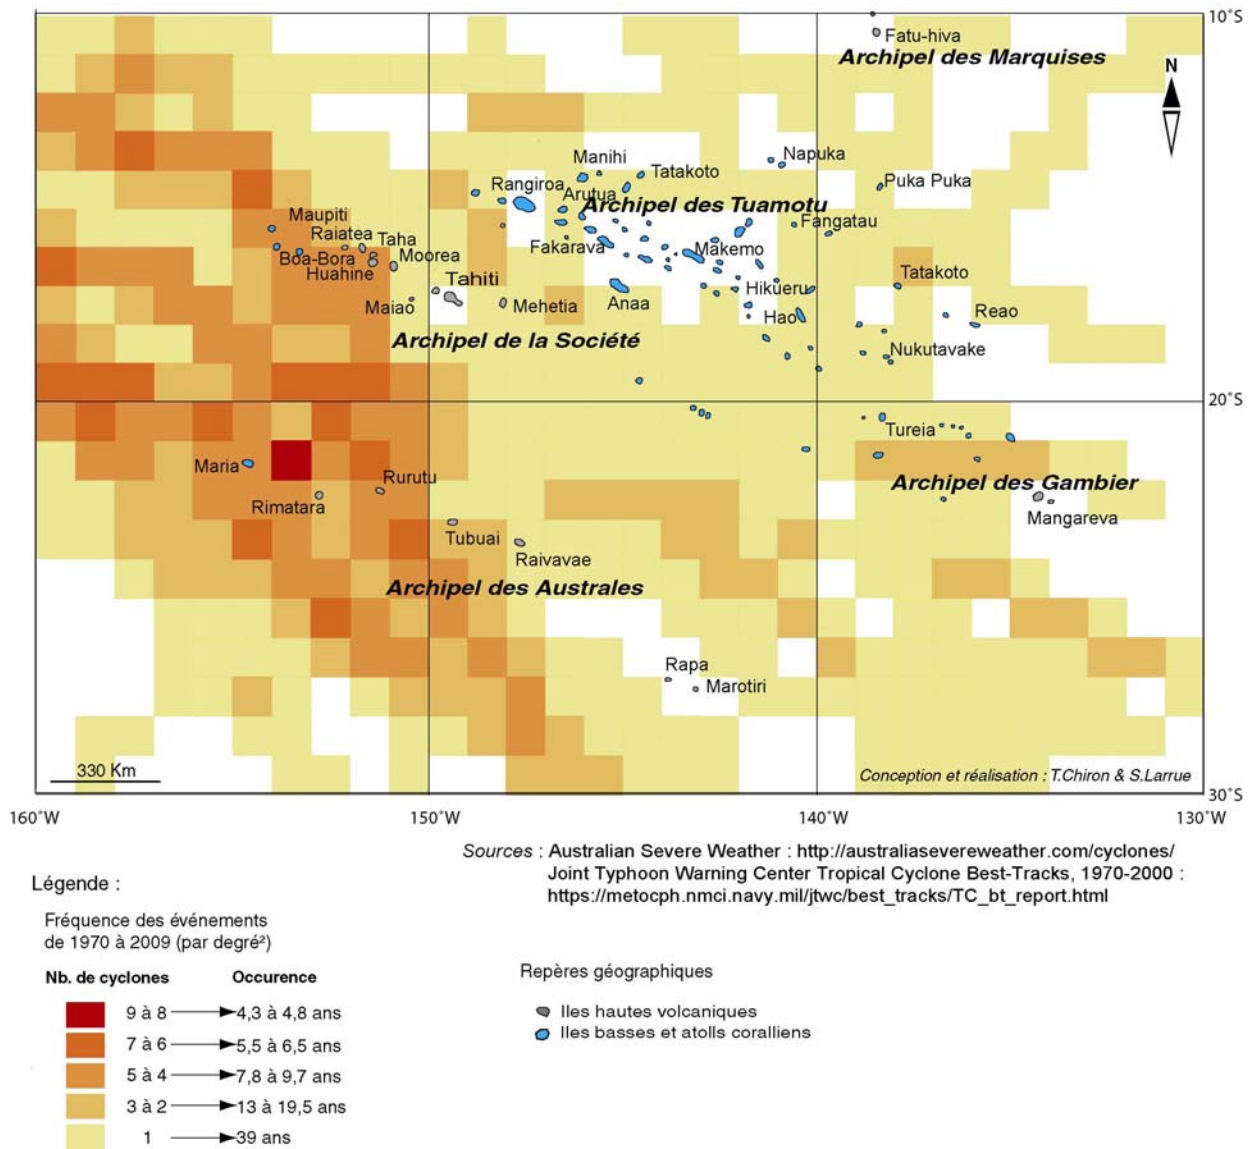 10°S
Fatu-hiva
Archipel des Marquises
N
Manihi
Napuka
Tatakoto
Rangiroa
Puka Puka
Arutua
Archipel des Tuamotu
Maupiti
Fangatau
Raiatea
Taha
Fakarava
Makemo
Boa-Bora
Moorea
Huahine
Tahiti
Tatakoto
Hikueru
Maiao
Mehetia
Anaa
Reao
Hao
Archipel de la Société
Nukutavake
20°S
Tureia
Maria
Rurutu
Archipel des Gambier
Rimatara
Mangareva
Tubuai
Raivavae
Archipel des Australes
Rapa
Marotiri
330 Km
Conception et réalisation : T.Chiron & S.Larrue
30°S
160°W
150°W
140°W
130°W
Sources : Australian Severe Weather : http://australiasevereweather.com/cyclones/
Joint Typhoon Warning Center Tropical Cyclone Best-Tracks, 1970-2000 :
https://metocph.nmci.navy.mil/jtwc/best_tracks/TC_bt_report.html
Légende :
Fréquence des événements
de 1970 à 2009 (par degré²)
Nb. de cyclones Occurence
9 à 8 4,3 à 4,8 ans
7 à 6 5,5 à 6,5 ans
5 à 4 7,8 à 9,7 ans
3 à 2 13 à 19,5 ans
1 39 ans
Repères géographiques
Iles hautes volcaniques
Iles basses et atolls coralliens